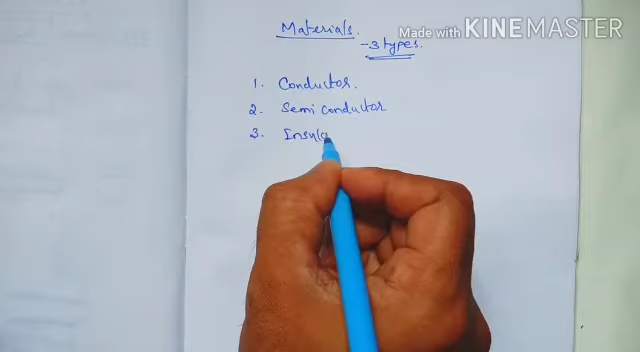 Materials.
Made with KINEMASTER
- 3 types.
1. Conductor.
2. Semi conductor
3. Insula